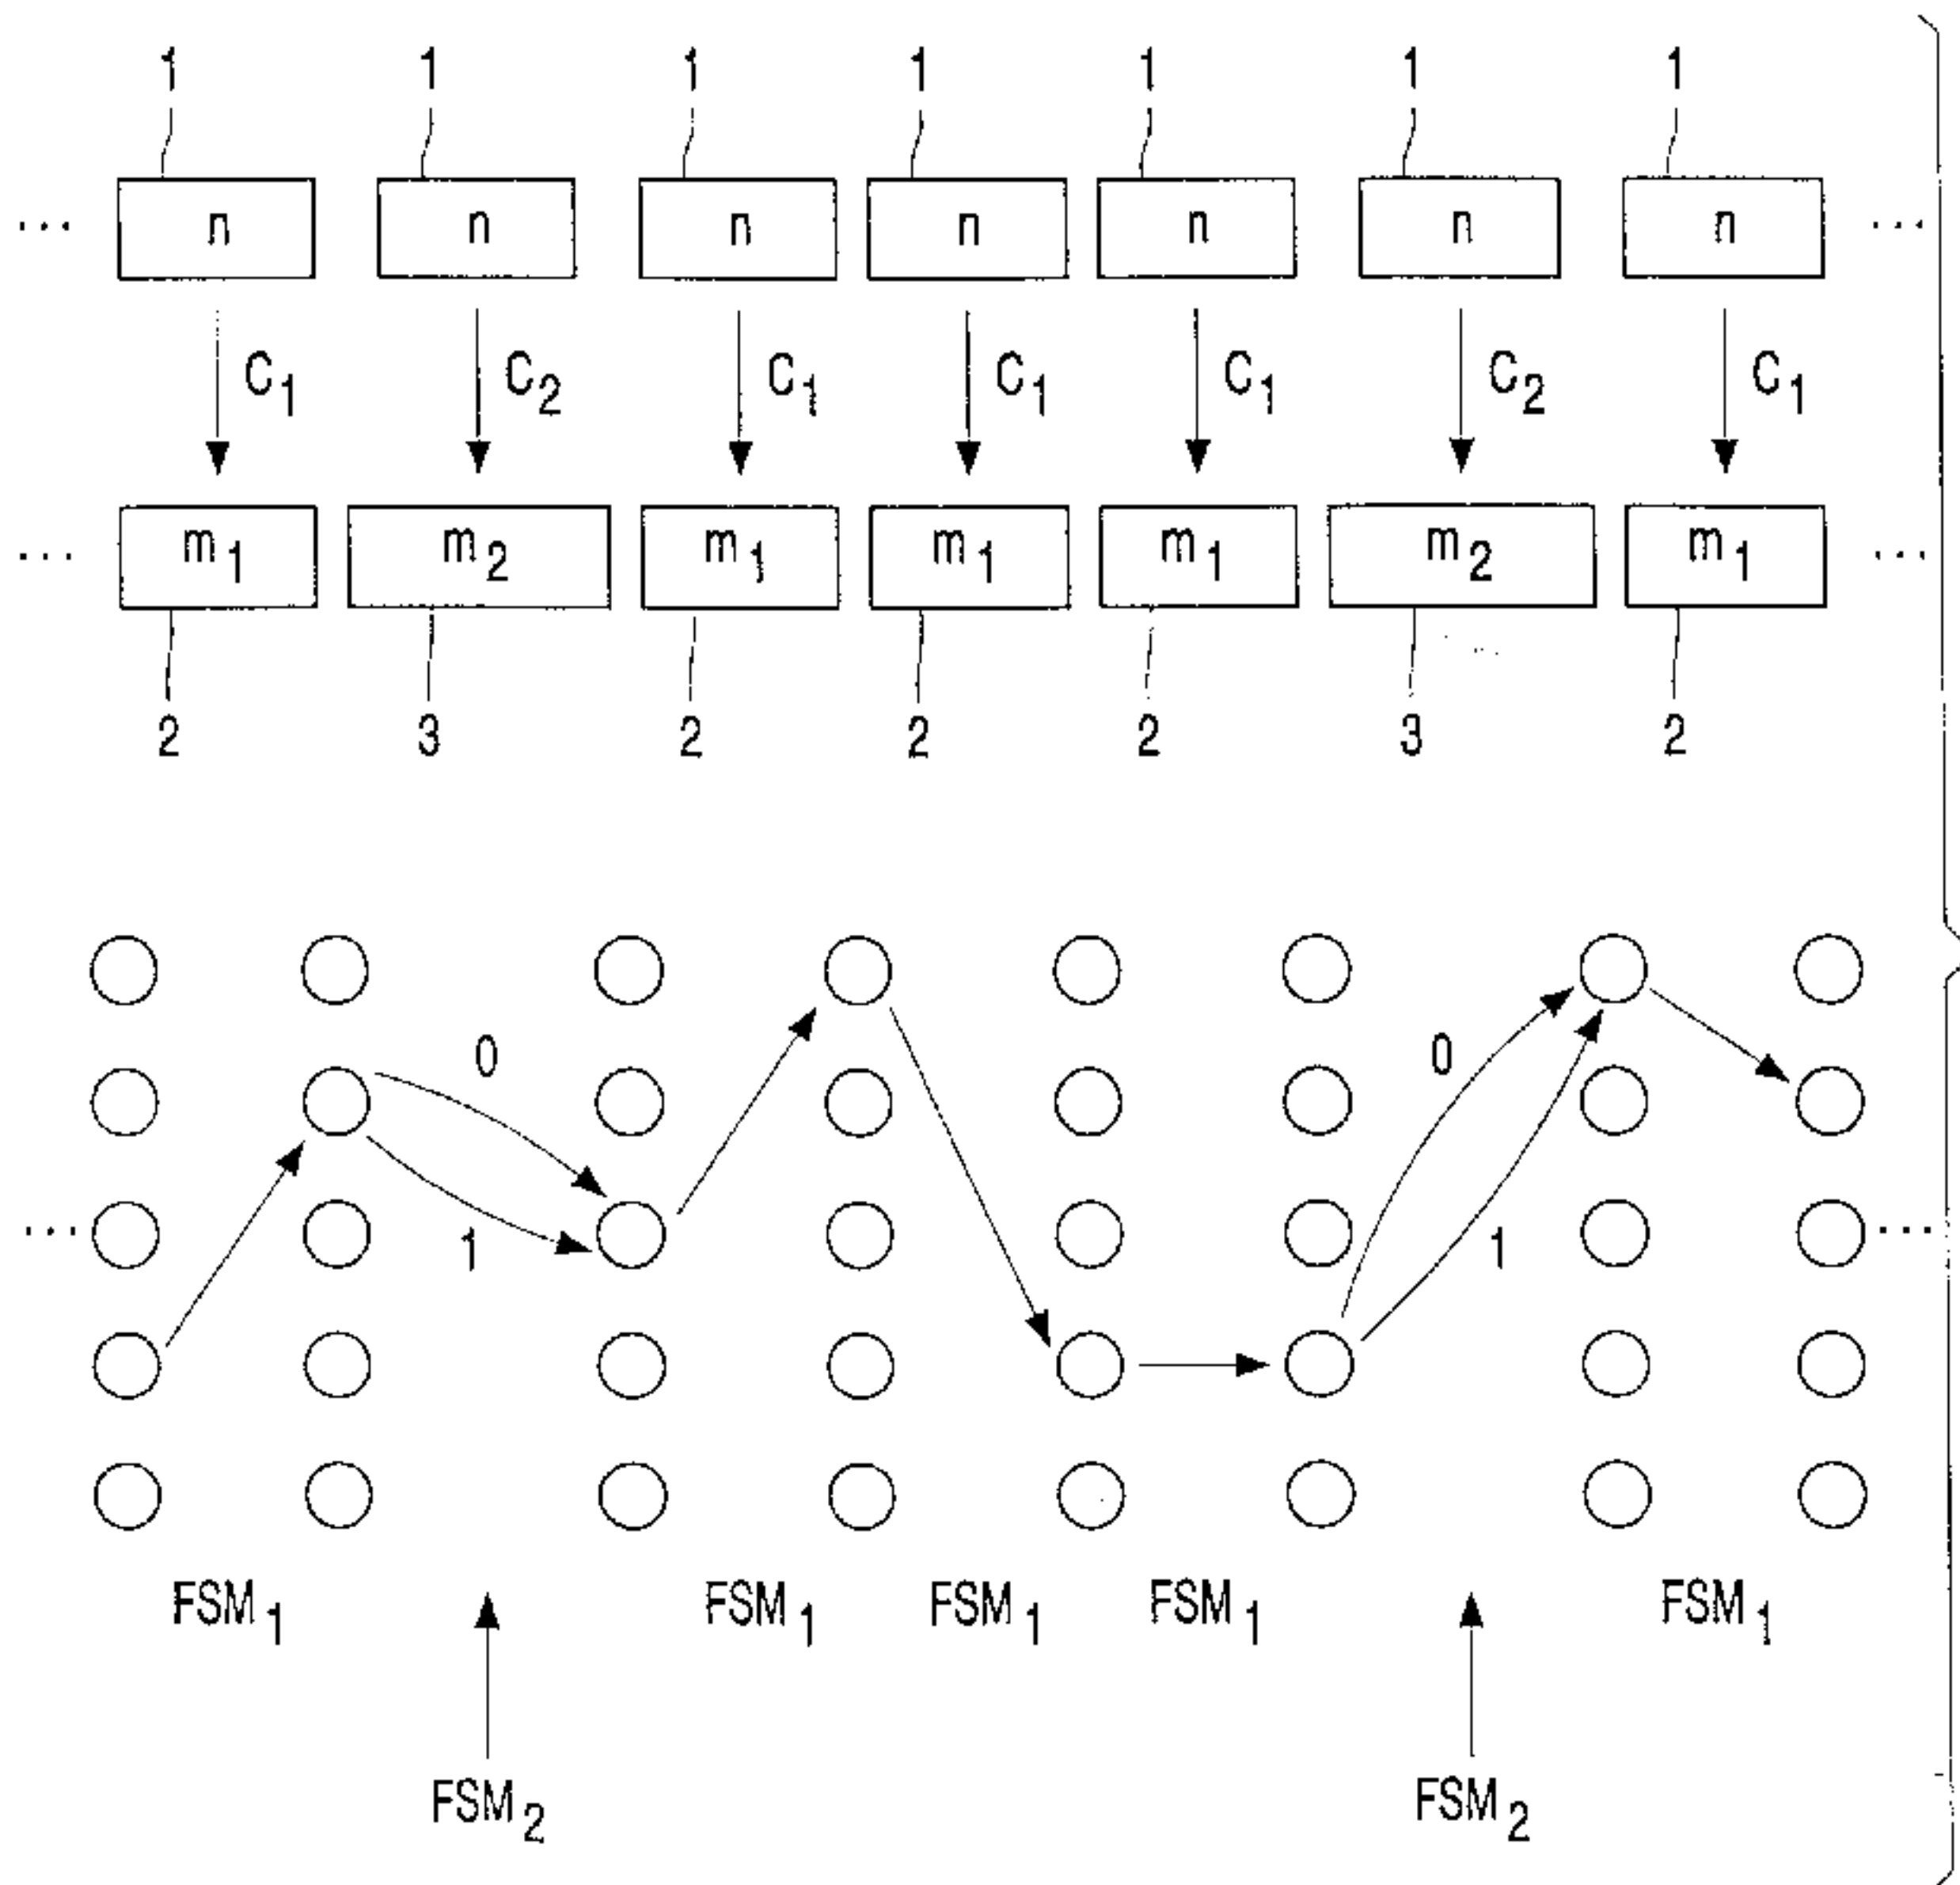 1 1 1 1 1 1 1
... n n n n n n n ...
C1 C2 C1 C1 C1 C2 C1
... m1 m2 m1 m1 m1 m2 m1 ...
2 3 2 2 2 3 2
0 0
... 1 1 ...
FSM1 FSM1 FSM1 FSM1 FSM1
FSM2 FSM2